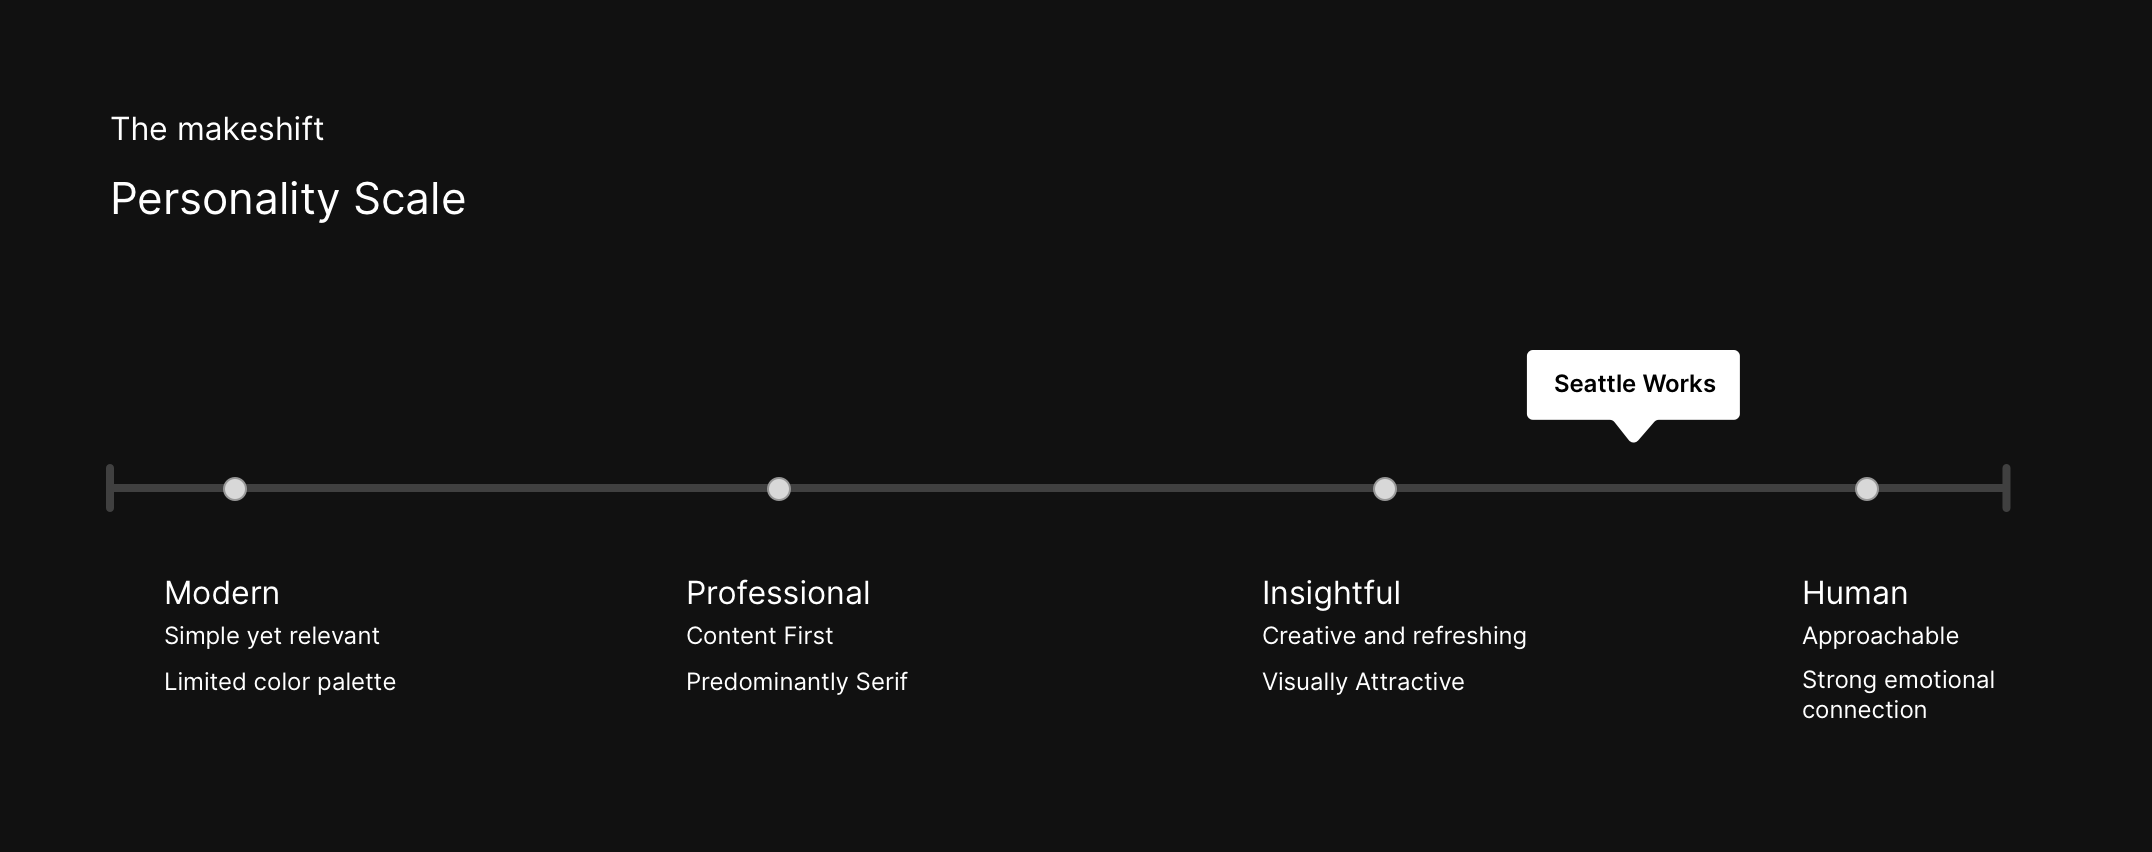 The makeshift
Personality Scale
Seattle Works
Modern
Simple yet relevant
Limited color palette
Professional
Content First
Predominantly Serif
Insightful
Creative and refreshing
Visually Attractive
Human
Approachable
Strong emotional
connection